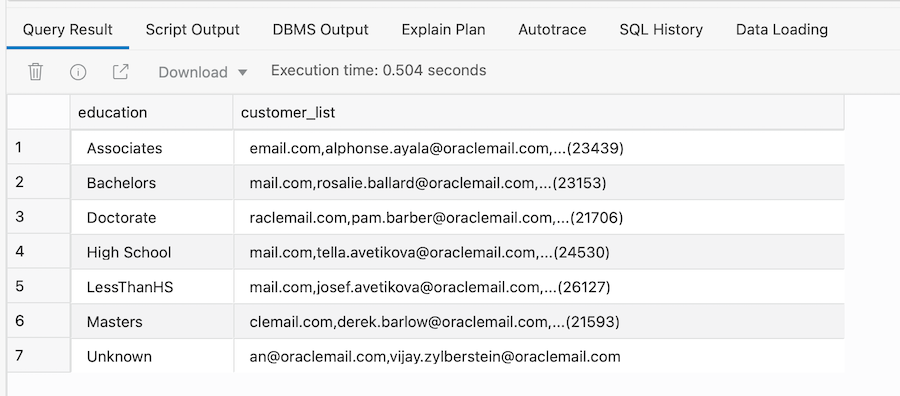 Query Result Script Output DBMS Output Explain Plan Autotrace SQL History Data Loading
Download Execution time: 0.504 seconds
education customer_list
1 Associates email.com,alphonse.ayala@oraclemail.com,...(23439)
2 Bachelors mail.com,rosalie.ballard@oraclemail.com,...(23153)
3 Doctorate raclemail.com,pam.barber@oraclemail.com,...(21706)
4 High School mail.com,tella.avetikova@oraclemail.com,...(24530)
5 LessThanHS mail.com,josef.avetikova@oraclemail.com,...(26127)
6 Masters clemail.com,derek.barlow@oraclemail.com,...(21593)
7 Unknown an@oraclemail.com,vijay.zylberstein@oraclemail.com